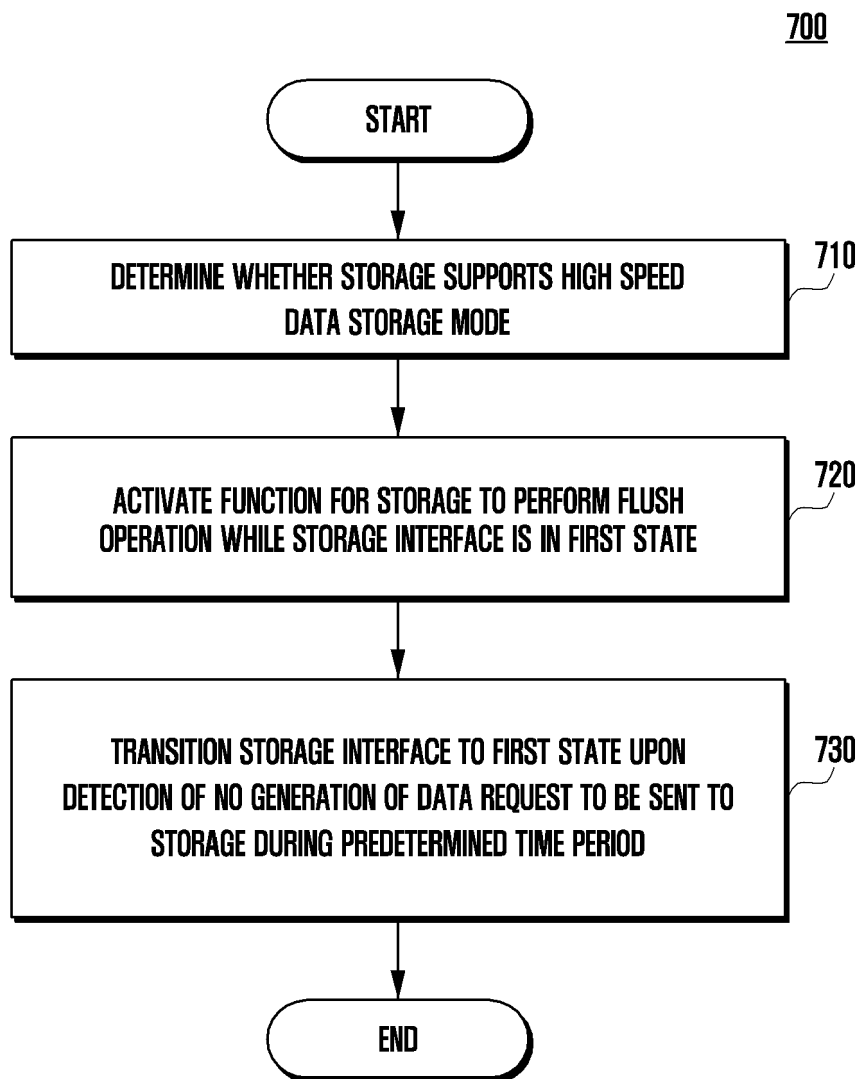 700
START
DETERMINE WHETHER STORAGE SUPPORTS HIGH SPEED
DATA STORAGE MODE
710
ACTIVATE FUNCTION FOR STORAGE TO PERFORM FLUSH
OPERATION WHILE STORAGE INTERFACE IS IN FIRST STATE
720
TRANSITION STORAGE INTERFACE TO FIRST STATE UPON
DETECTION OF NO GENERATION OF DATA REQUEST TO BE SENT TO
STORAGE DURING PREDETERMINED TIME PERIOD
730
END